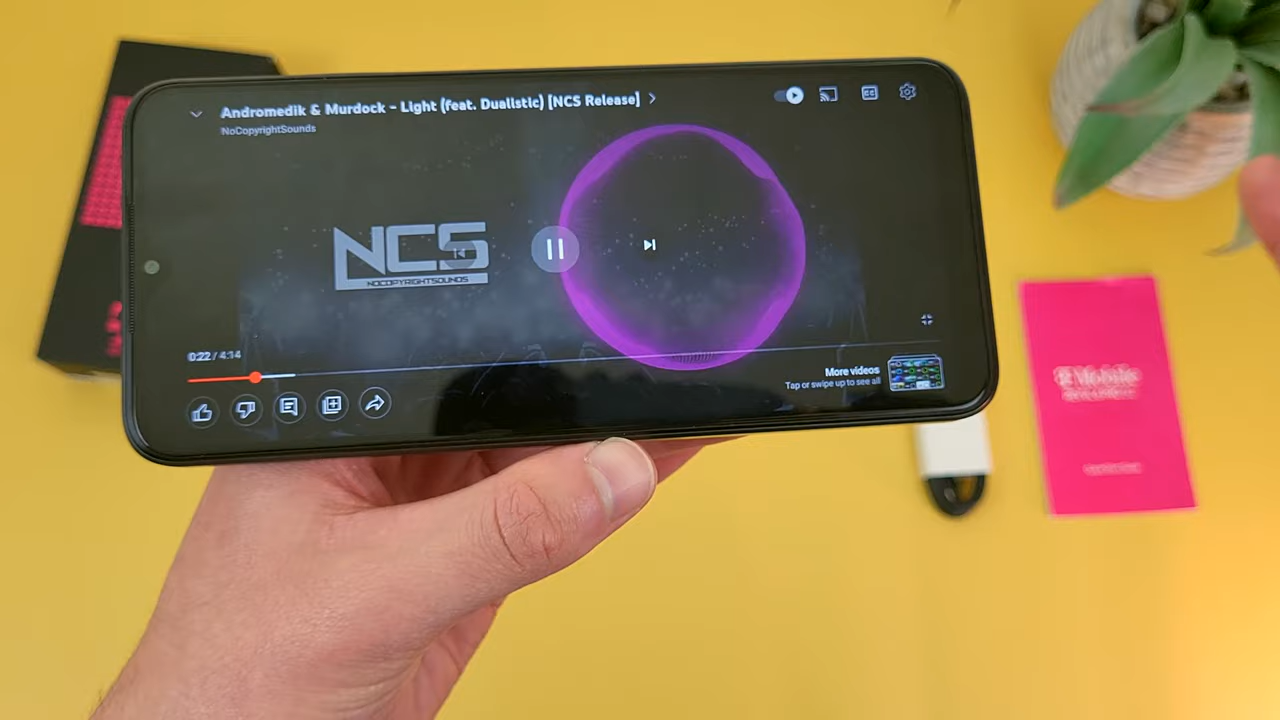 Andromedik & Murdock - Light (feat. Dualistic) [NCS Release]
NoCopyrightSounds
NCS
NOCOPYRIGHTSOUNDS
0:22 / 4:14
More videos
Tap or swipe up to see all
Mobile